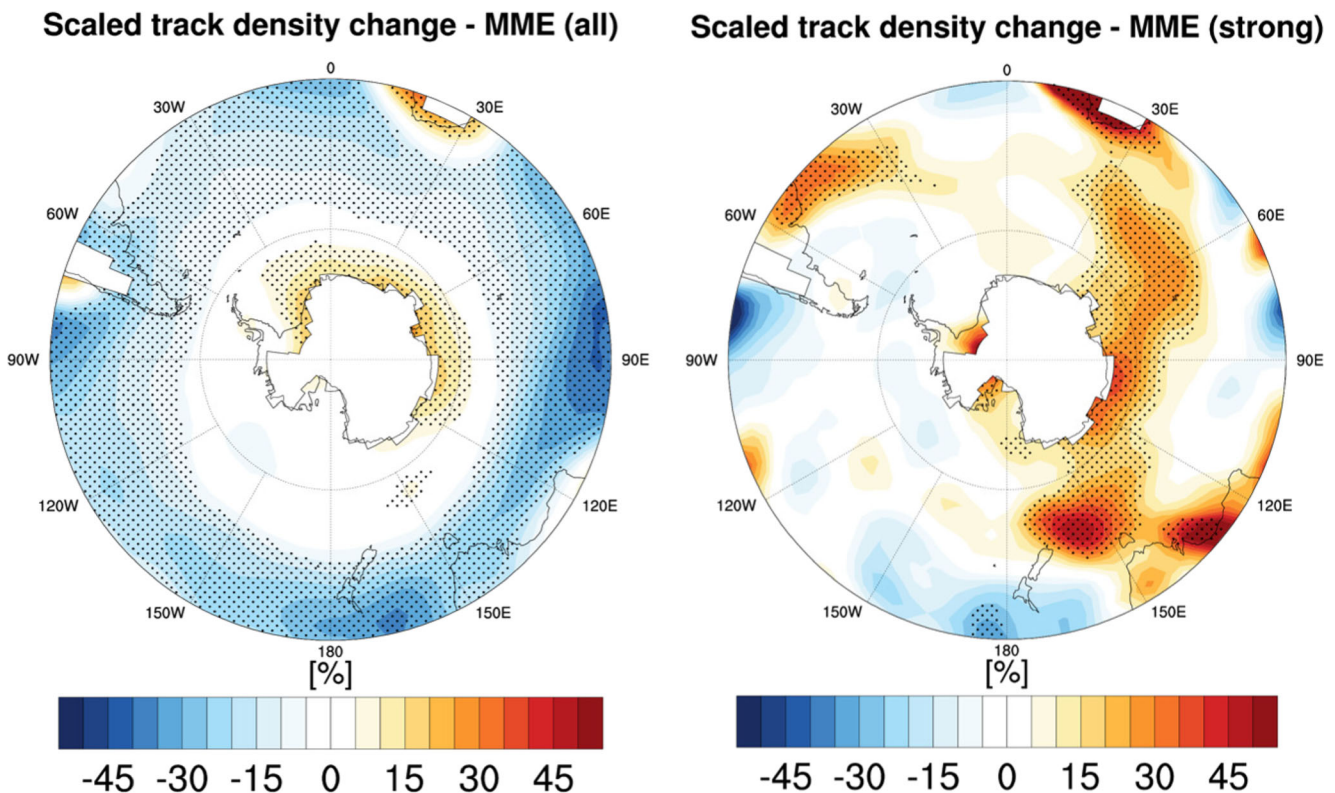 Scaled track density change - MME (all)
0
30W
30E
60W
60E
90W
90E
120W
120E
150W
150E
180
[%]
-45 -30 -15 0 15 30 45
Scaled track density change - MME (strong)
0
30W
30E
60W
60E
90W
90E
120W
120E
150W
150E
180
[%]
-45 -30 -15 0 15 30 45